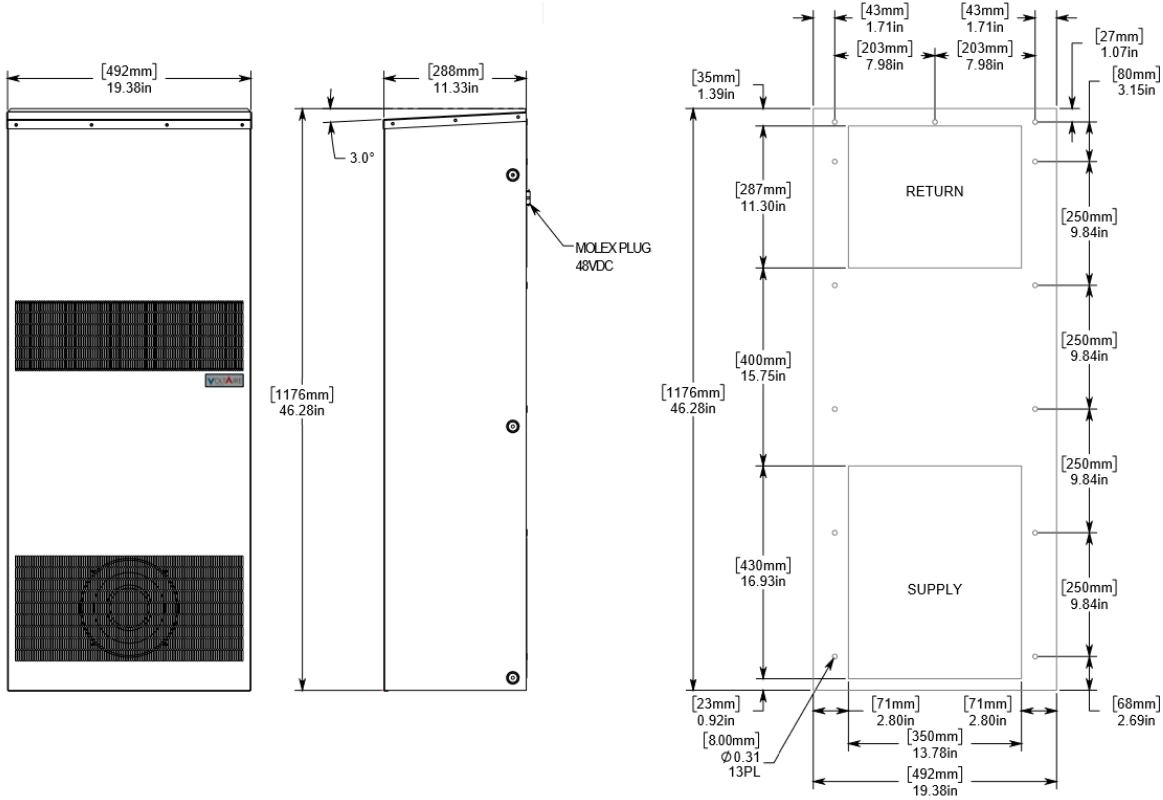 [492mm]
19.38in
[288mm]
11.33in
3.0°
MOLEX PLUG
48VDC
VOLTAIRE
[1176mm]
46.28in
[43mm]
1.71in
[43mm]
1.71in
[203mm]
7.98in
[203mm]
7.98in
[27mm]
1.07in
[35mm]
1.39in
[80mm]
3.15in
[287mm]
11.30in
RETURN
[250mm]
9.84in
[400mm]
15.75in
[250mm]
9.84in
[1176mm]
46.28in
[250mm]
9.84in
[430mm]
16.93in
SUPPLY
[250mm]
9.84in
[23mm]
0.92in
[71mm]
2.80in
[71mm]
2.80in
[68mm]
2.69in
[8.00mm]
Ø0.31
13PL
[350mm]
13.78in
[492mm]
19.38in